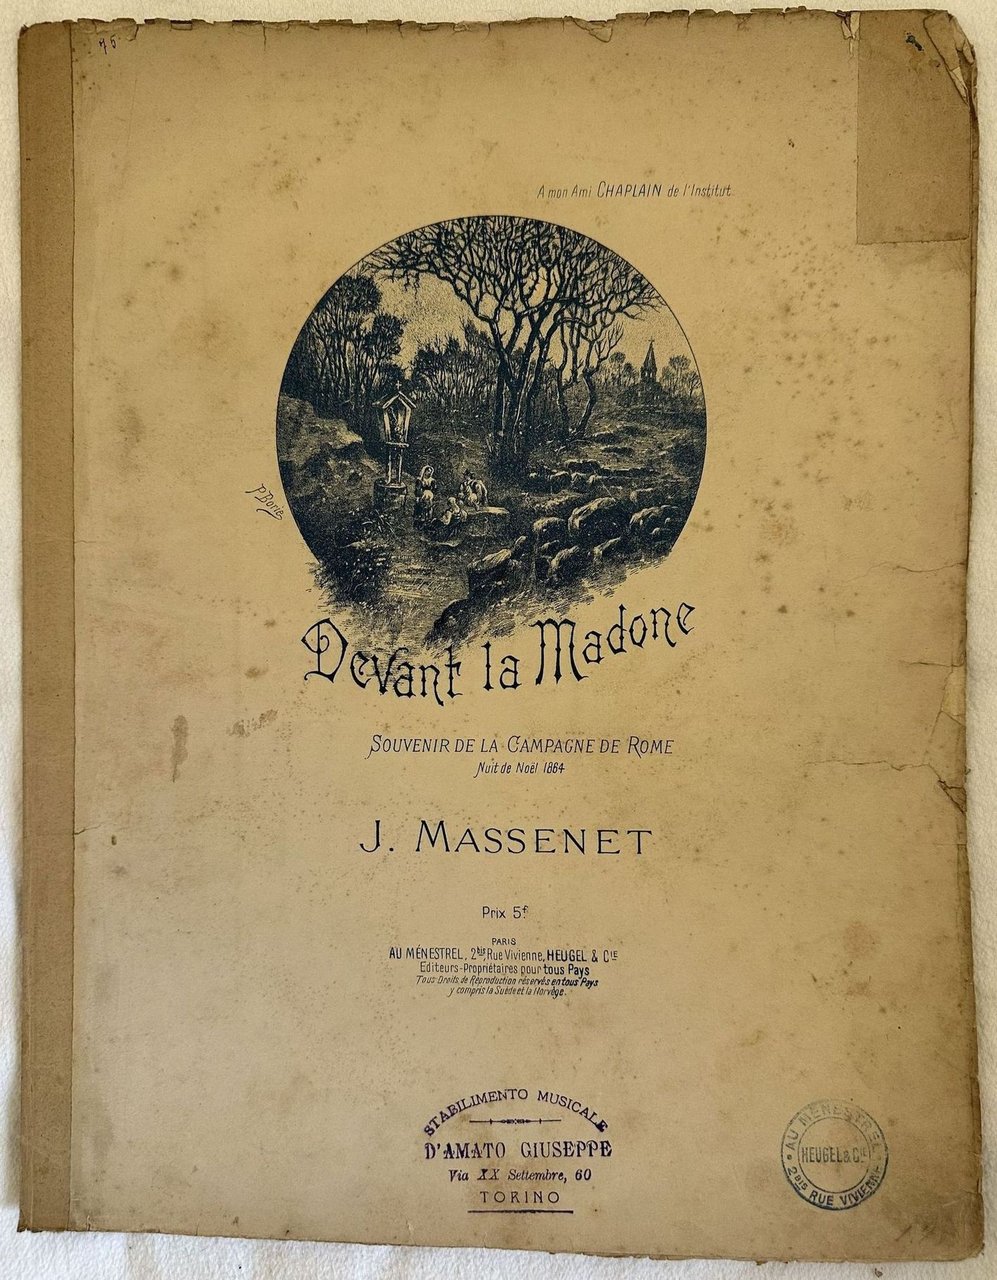 75
A mon Ami CHAPLAIN de l'Institut.
P. Borie
Devant la Madone
SOUVENIR DE LA CAMPAGNE DE ROME
Nuit de Noël 1864
J. MASSENET
Prix 5f.
PARIS
AU MÉNESTREL, 2bis, Rue Vivienne, HEUGEL & CIE
Editeurs-Propriétaires pour tous Pays
Tous Droits de Réproduction réservés en tous Pays
y compris la Suède et la Norvège.
STABILIMENTO MUSICALE
D'AMATO GIUSEPPE
Via XX Settembre, 60
TORINO
AU MÉNESTREL
HEUGEL & CIE
2BIS RUE VIVIENNE